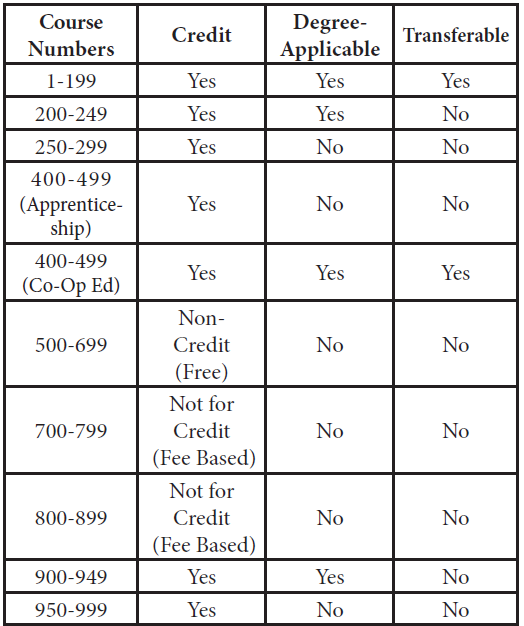 Course Numbers | Credit | Degree-Applicable | Transferable
1-199 | Yes | Yes | Yes
200-249 | Yes | Yes | No
250-299 | Yes | No | No
400-499 (Apprentice-ship) | Yes | No | No
400-499 (Co-Op Ed) | Yes | Yes | Yes
500-699 | Non-Credit (Free) | No | No
700-799 | Not for Credit (Fee Based) | No | No
800-899 | Not for Credit (Fee Based) | No | No
900-949 | Yes | Yes | No
950-999 | Yes | No | No